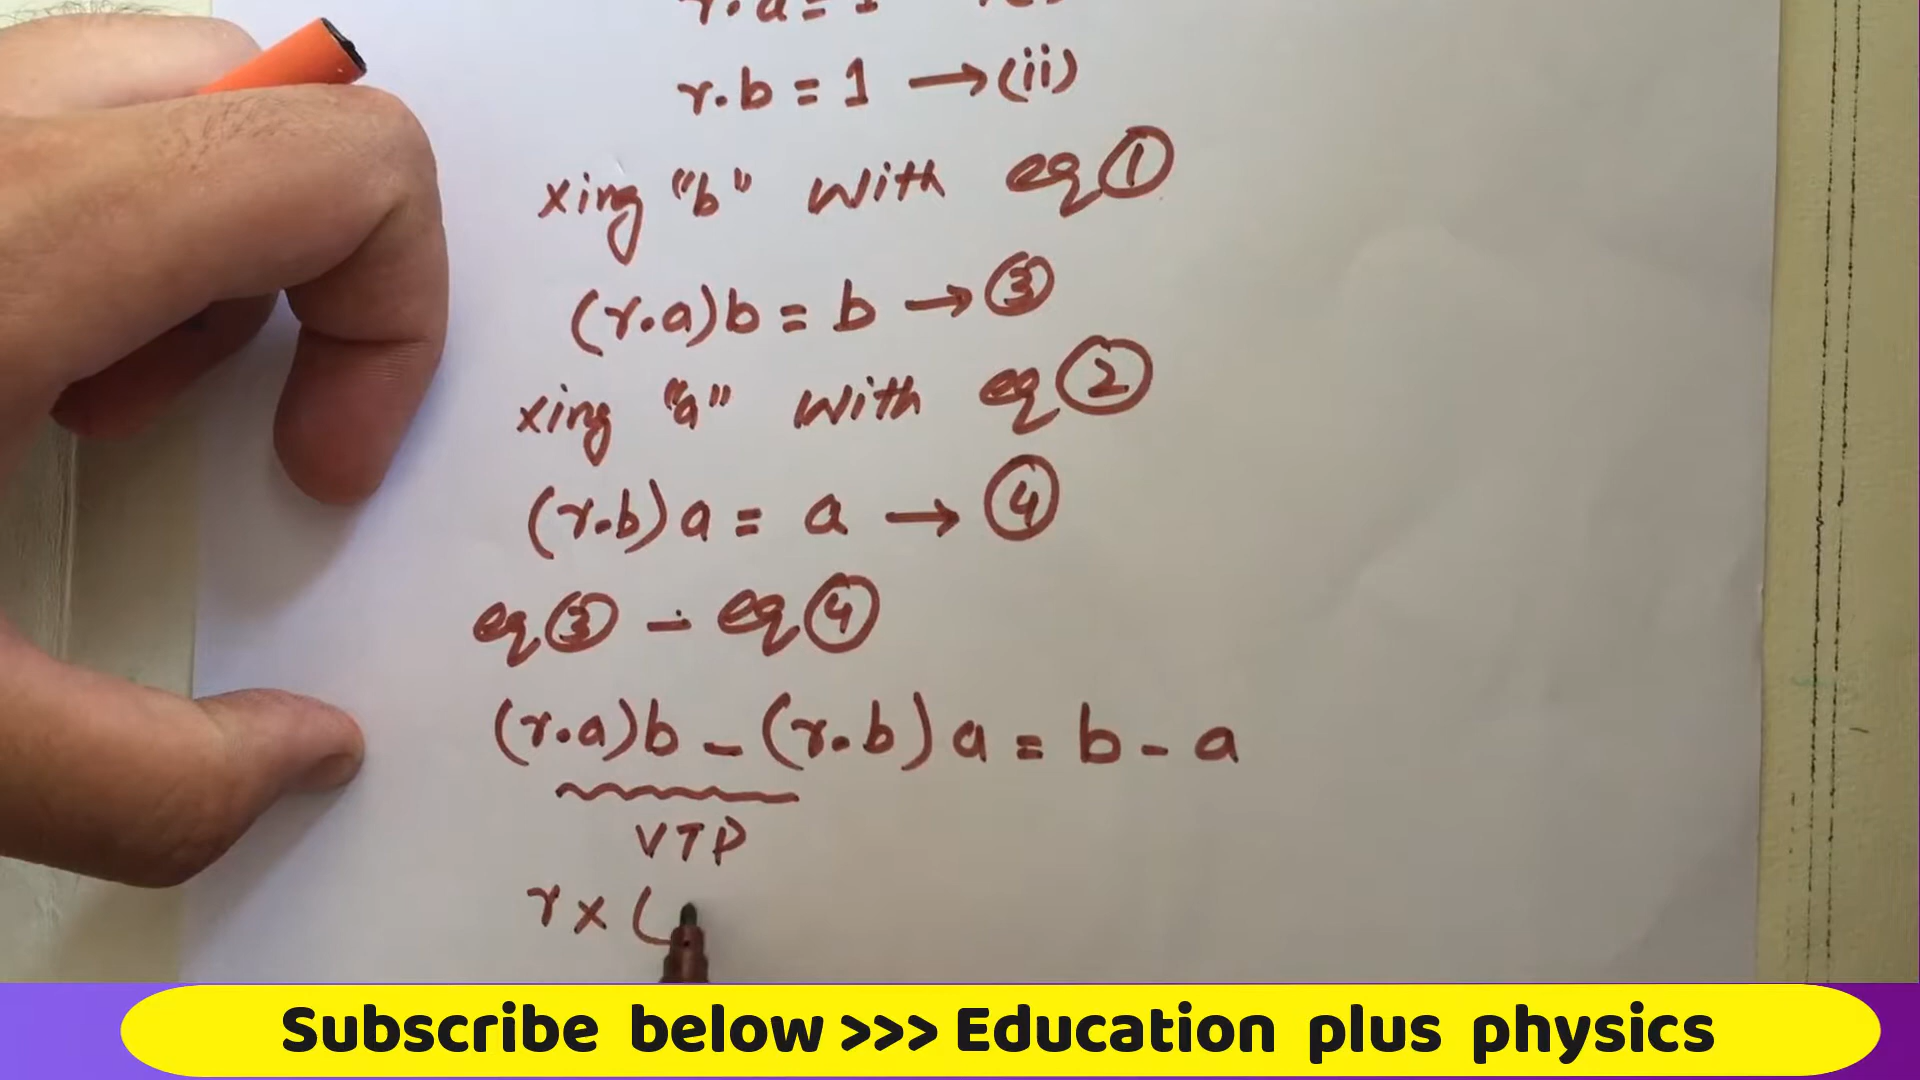 r.a = 1
r.b = 1 → (ii)
xing "b" with eq ①
(r.a)b = b → ③
xing "a" with eq ②
(r.b)a = a → ④
eq ③ - eq ④
(r.a)b - (r.b)a = b - a
VTP
r x (
Subscribe below >>> Education plus physics